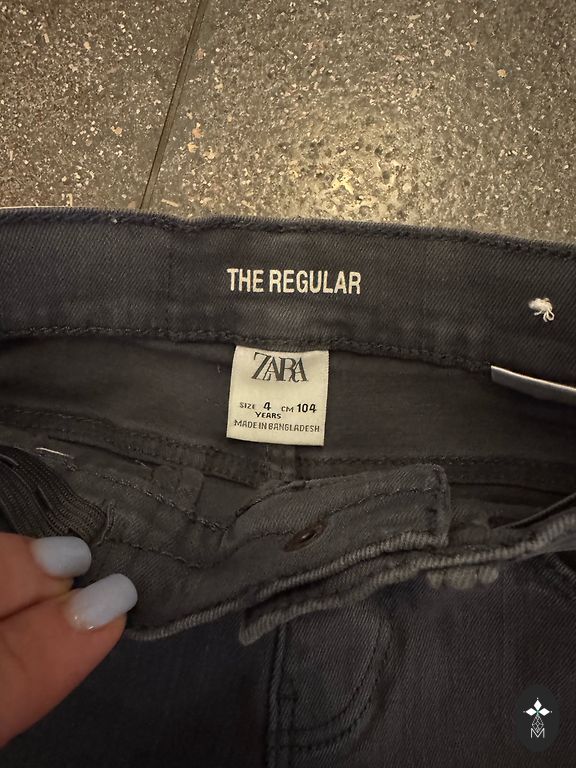 THE REGULAR
ZARA
SIZE 4 CM 104
YEARS
MADE IN BANGLADESH
M